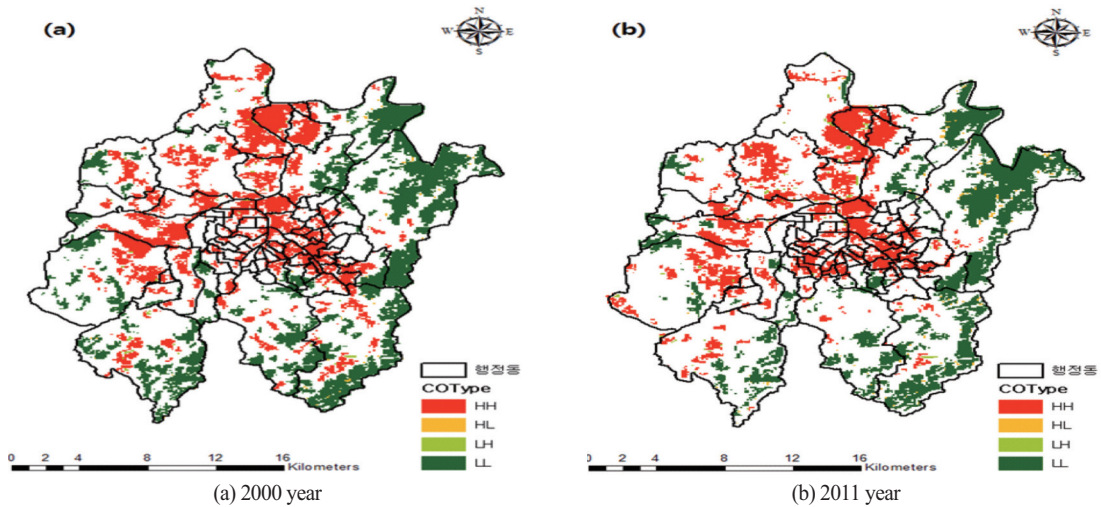 (a)
N
W E
S
행정동
COType
HH
HL
LH
LL
0 2 4 8 12 16
Kilometers
(a) 2000 year
(b)
N
W E
S
행정동
COType
HH
HL
LH
LL
0 2 4 8 12 16
Kilometers
(b) 2011 year